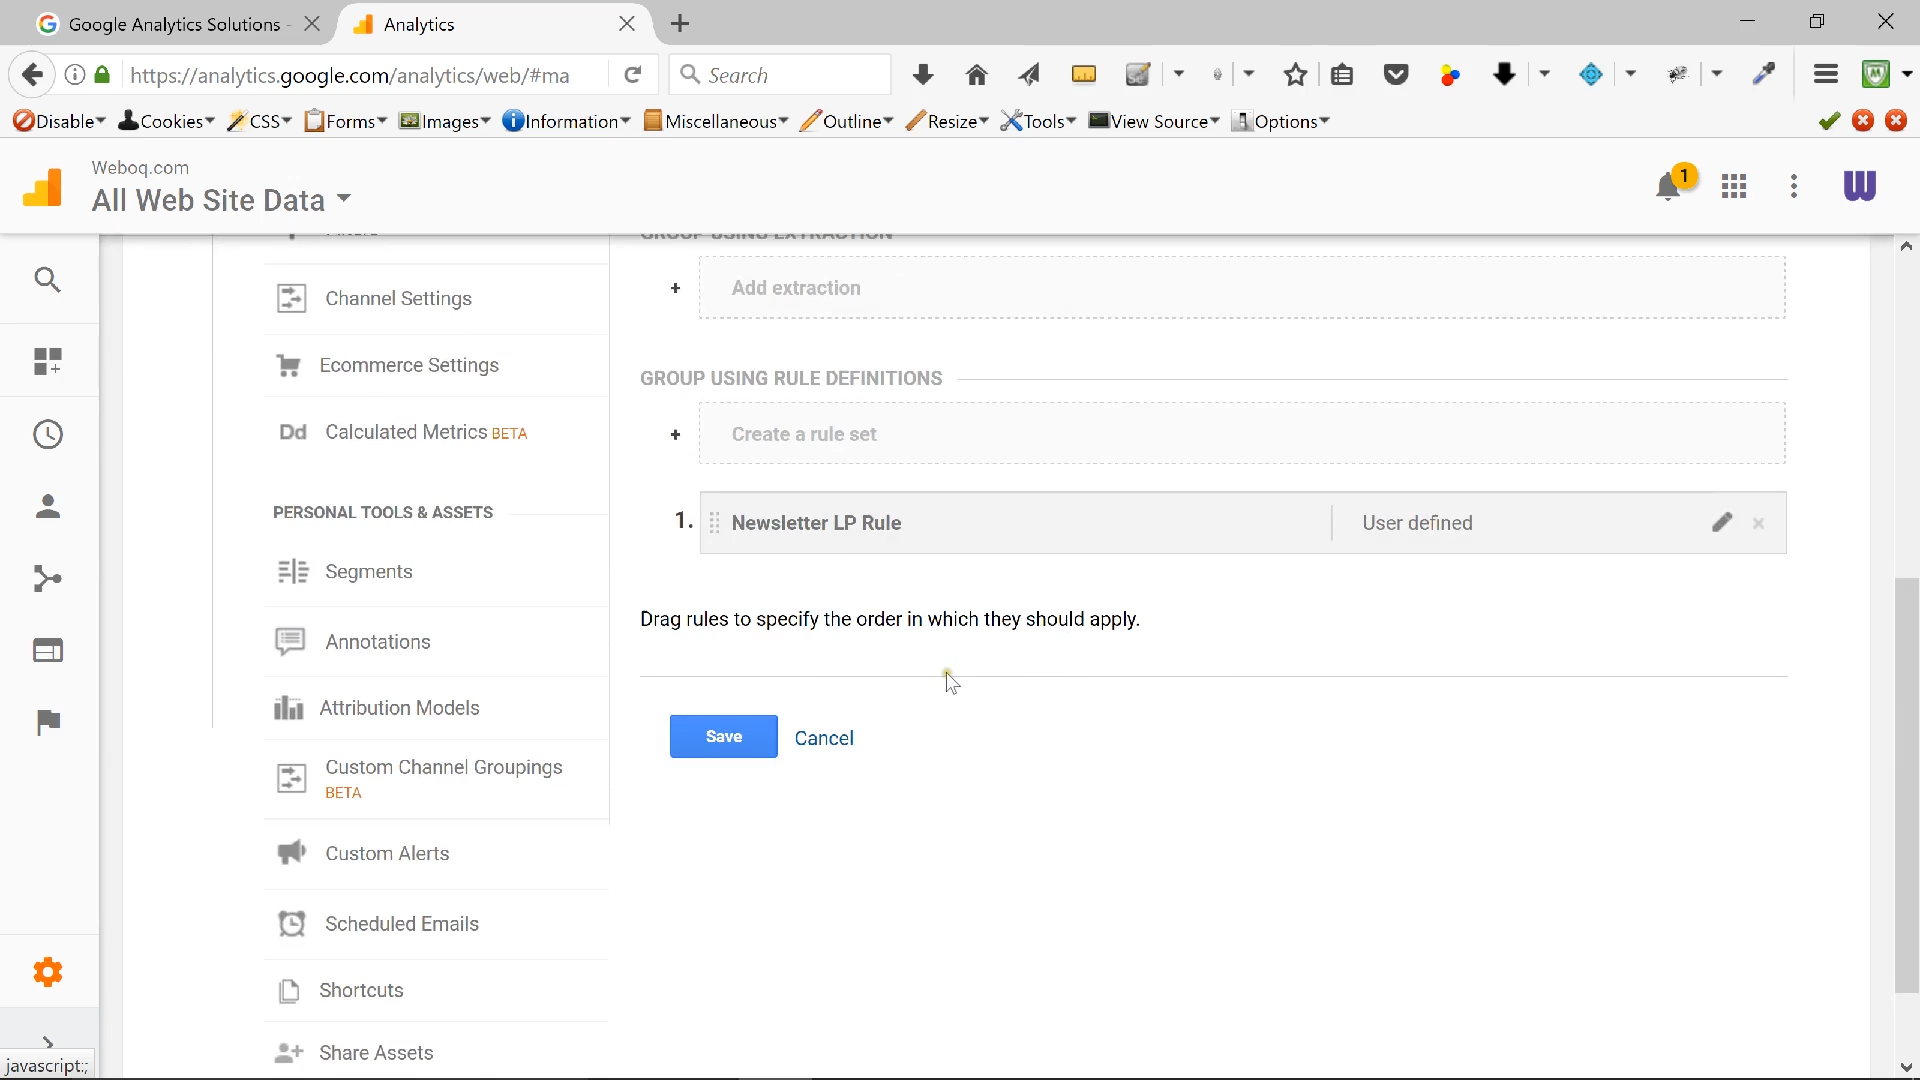 Google Analytics Solutions -
Analytics
https://analytics.google.com/analytics/web/#ma
Search
Disable Cookies CSS Forms Images Information Miscellaneous Outline Resize Tools View Source Options
Weboq.com
All Web Site Data
1
W
GROUP USING EXTRACTION
Channel Settings
+ Add extraction
Ecommerce Settings
GROUP USING RULE DEFINITIONS
Dd Calculated Metrics BETA
+ Create a rule set
PERSONAL TOOLS & ASSETS
1. Newsletter LP Rule User defined
Segments
Drag rules to specify the order in which they should apply.
Annotations
Attribution Models
Save Cancel
Custom Channel Groupings
BETA
Custom Alerts
Scheduled Emails
Shortcuts
Share Assets
javascript:;